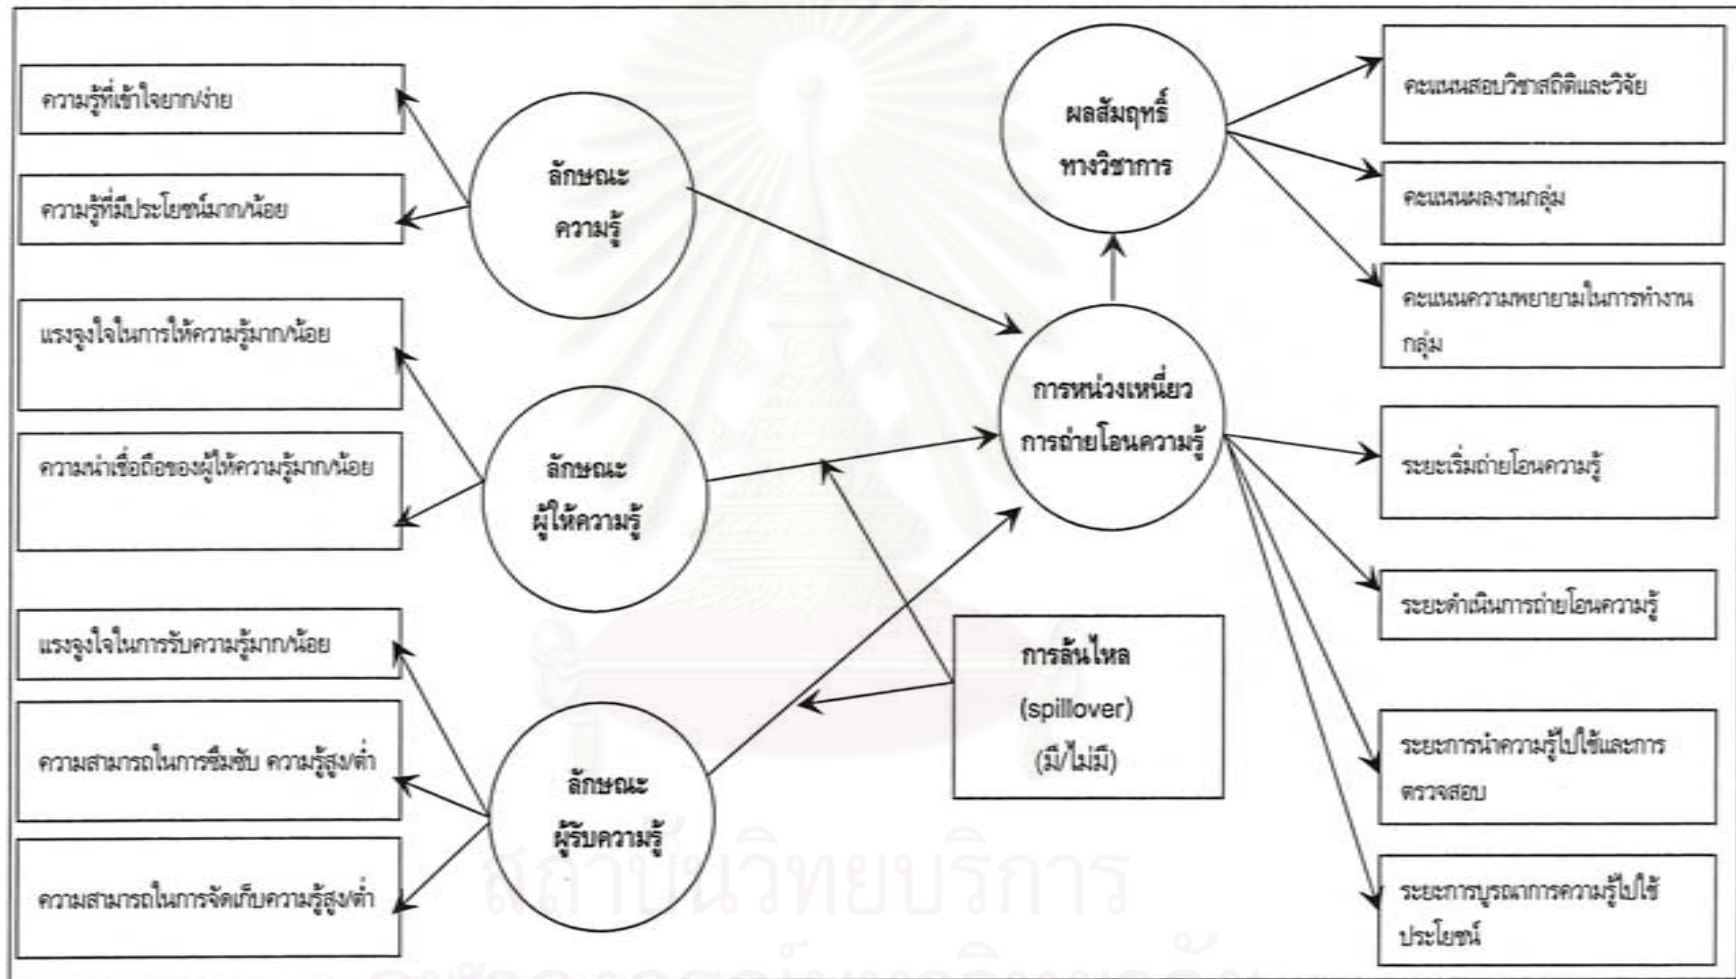 ความรู้ที่เข้าใจยาก/ง่าย
ความรู้ที่มีประโยชน์มาก/น้อย
แรงจูงใจในการให้ความรู้มาก/น้อย
ความน่าเชื่อถือของผู้ให้ความรู้มาก/น้อย
แรงจูงใจในการรับความรู้มาก/น้อย
ความสามารถในการซึมซับ ความรู้สูง/ต่ำ
ความสามารถในการจัดเก็บความรู้สูง/ต่ำ
ลักษณะ
ความรู้
ลักษณะ
ผู้ให้ความรู้
ลักษณะ
ผู้รับความรู้
ผลสัมฤทธิ์
ทางวิชาการ
การหน่วงเหนี่ยว
การถ่ายโอนความรู้
การล้นไหล
(spillover)
(มี/ไม่มี)
คะแนนสอบวิชาสถิติและวิจัย
คะแนนผลงานกลุ่ม
คะแนนความพยายามในการทำงาน
กลุ่ม
ระยะเริ่มถ่ายโอนความรู้
ระยะดำเนินการถ่ายโอนความรู้
ระยะการนำความรู้ไปใช้และการ
ตรวจสอบ
ระยะการบูรณาการความรู้ไปใช้
ประโยชน์
สถาบันวิทยบริการ